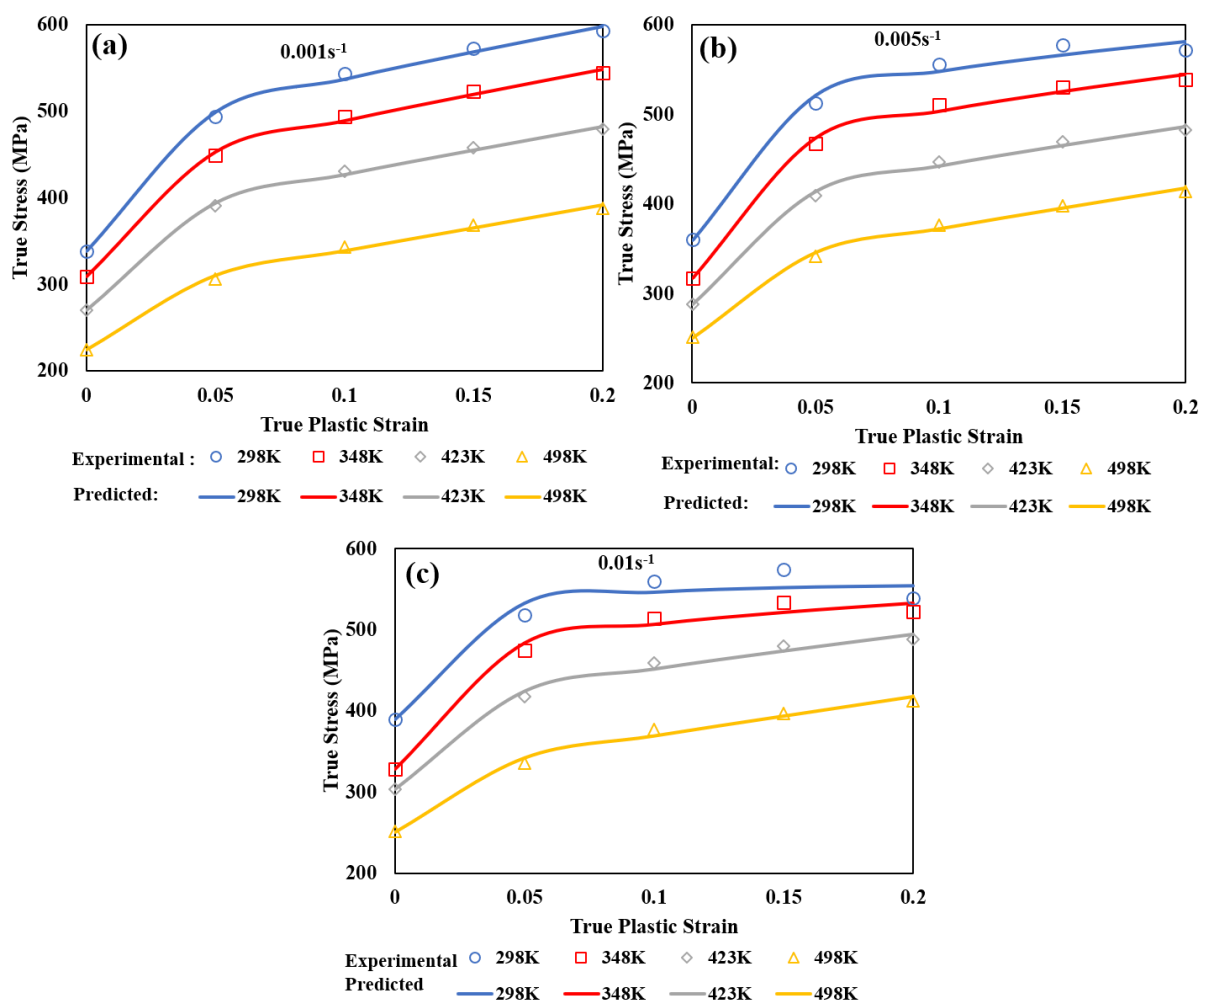 (a)
0.001s-1
600
500
400
300
200
True Stress (MPa)
0 0.05 0.1 0.15 0.2
True Plastic Strain
Experimental : 298K 348K 423K 498K
Predicted: 298K 348K 423K 498K
(b)
0.005s-1
600
500
400
300
200
True Stress (MPa)
0 0.05 0.1 0.15 0.2
True Plastic Strain
Experimental: 298K 348K 423K 498K
Predicted: 298K 348K 423K 498K
(c)
0.01s-1
600
500
400
300
200
True Stress (MPa)
0 0.05 0.1 0.15 0.2
True Plastic Strain
Experimental 298K 348K 423K 498K
Predicted 298K 348K 423K 498K